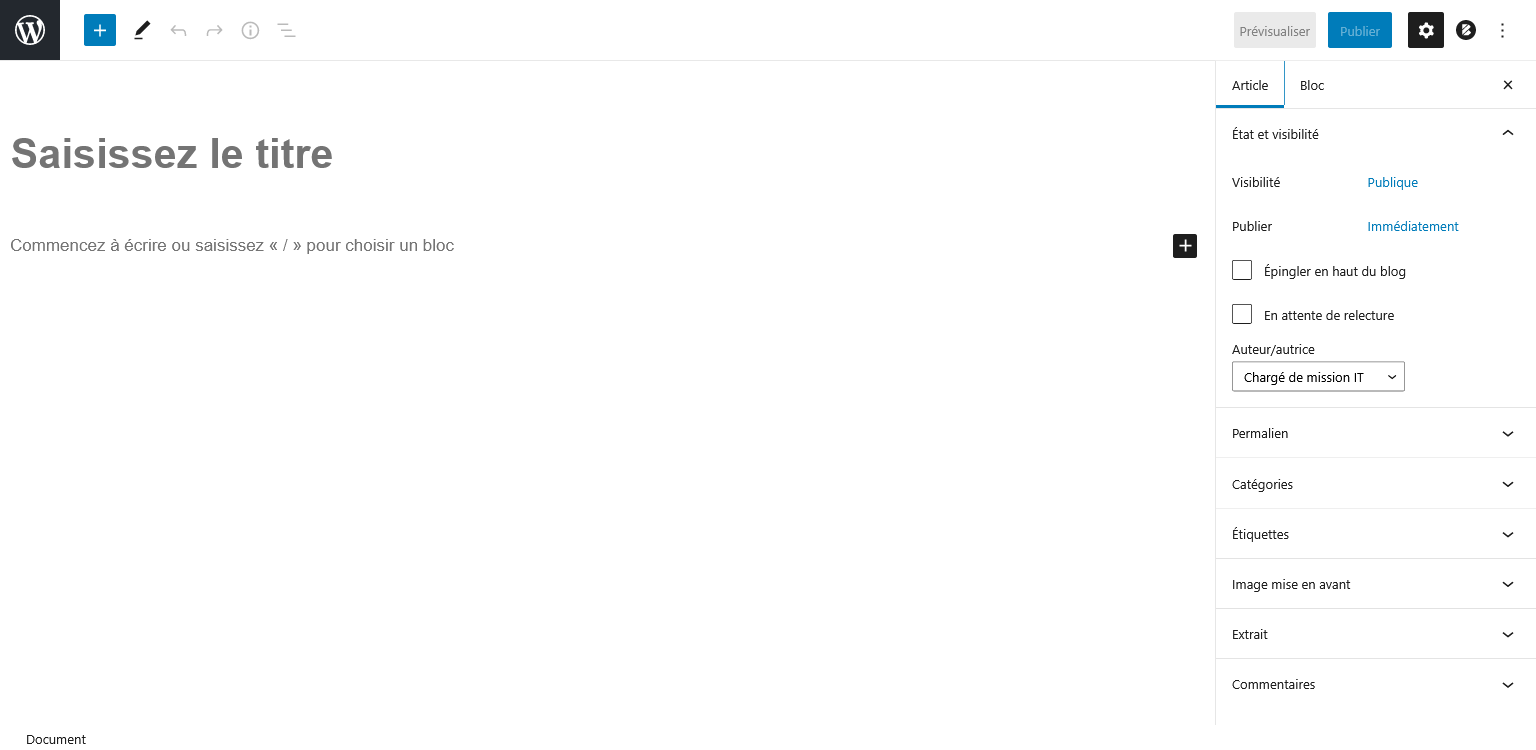 Prévisualiser
Publier
Article
Bloc
Saisissez le titre
Commencez à écrire ou saisissez « / » pour choisir un bloc
État et visibilité
Visibilité
Publique
Publier
Immédiatement
Épingler en haut du blog
En attente de relecture
Auteur/autrice
Chargé de mission IT
Permalien
Catégories
Étiquettes
Image mise en avant
Extrait
Commentaires
Document